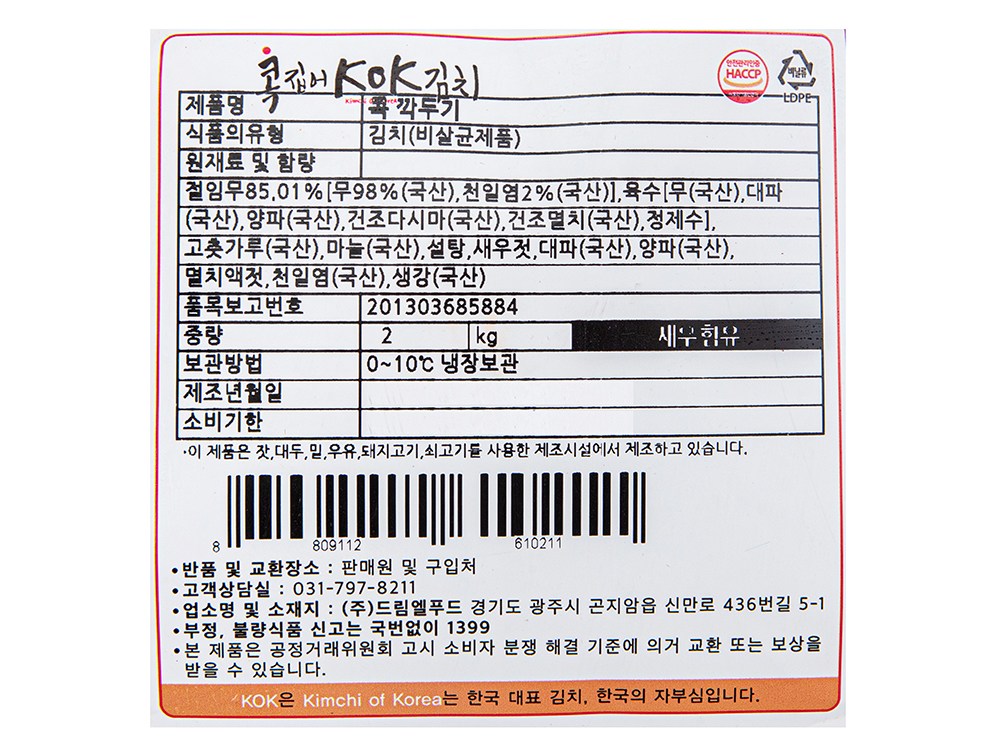 콕집어 KOK김치
Kimchi of Korea
안전관리인증
HACCP
비닐류
LDPE
제품명 쿡 깍두기
식품의유형 김치(비살균제품)
원재료 및 함량
절임무85.01%[무98%(국산),천일염2%(국산)],육수[무(국산),대파
(국산),양파(국산),건조다시마(국산),건조멸치(국산),정제수],
고춧가루(국산),마늘(국산),설탕,새우젓,대파(국산),양파(국산),
멸치액젓,천일염(국산),생강(국산)
품목보고번호 201303685884
중량 2 kg 새우함유
보관방법 0~10℃ 냉장보관
제조년월일
소비기한
·이 제품은 잣,대두,밀,우유,돼지고기,쇠고기를 사용한 제조시설에서 제조하고 있습니다.
8 809112 610211
•반품 및 교환장소 : 판매원 및 구입처
•고객상담실 : 031-797-8211
•업소명 및 소재지 : (주)드림엘푸드 경기도 광주시 곤지암읍 신만로 436번길 5-1
•부정, 불량식품 신고는 국번없이 1399
•본 제품은 공정거래위원회 고시 소비자 분쟁 해결 기준에 의거 교환 또는 보상을
받을 수 있습니다.
KOK은 Kimchi of Korea는 한국 대표 김치, 한국의 자부심입니다.